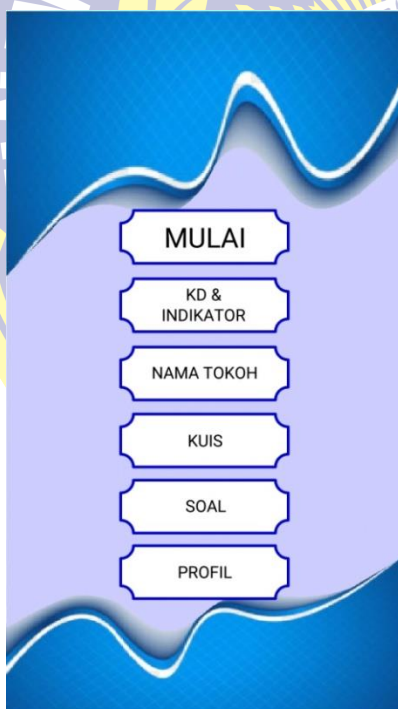 MULAI
KD &
INDIKATOR
NAMA TOKOH
KUIS
SOAL
PROFIL